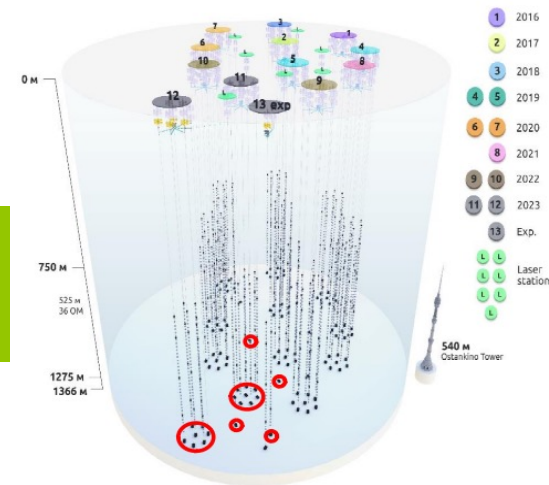 7
3
1
L
L
2
6
L
4
L
10
5
8
L
11
L
9
L
12
13 exp
0 м
750 м
525 м
36 OM
1275 м
1366 м
1 2016
2 2017
3 2018
4 5 2019
6 7 2020
8 2021
9 10 2022
11 12 2023
13 Exp.
L L
L L Laser
L L station
L
540 м
Ostankino Tower